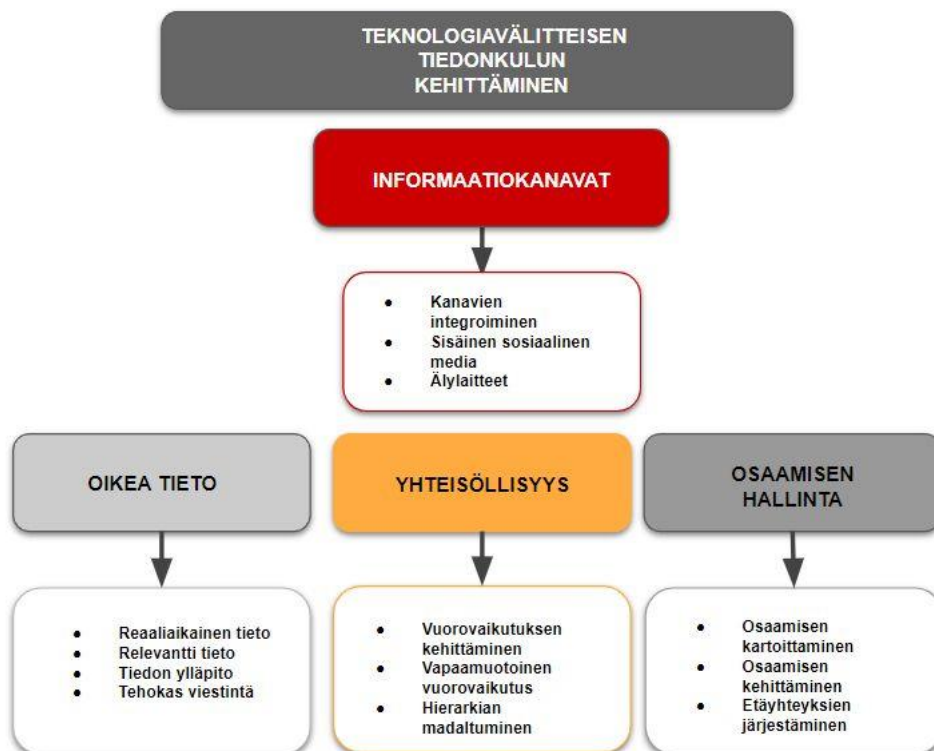 TEKNOLOGIAVÄLITTEISEN
TIEDONKULUN
KEHITTÄMINEN
INFORMAATIOKANAVAT
● Kanavien
integroiminen
● Sisäinen sosiaalinen
media
● Älylaitteet
OIKEA TIETO
● Reaaliaikainen tieto
● Relevantti tieto
● Tiedon ylläpito
● Tehokas viestintä
YHTEISÖLLISYYS
● Vuorovaikutuksen
kehittäminen
● Vapaamuotoinen
vuorovaikutus
● Hierarkian
madaltuminen
OSAAMISEN
HALLINTA
● Osaamisen
kartoittaminen
● Osaamisen
kehittäminen
● Etäyhteyksien
järjestäminen